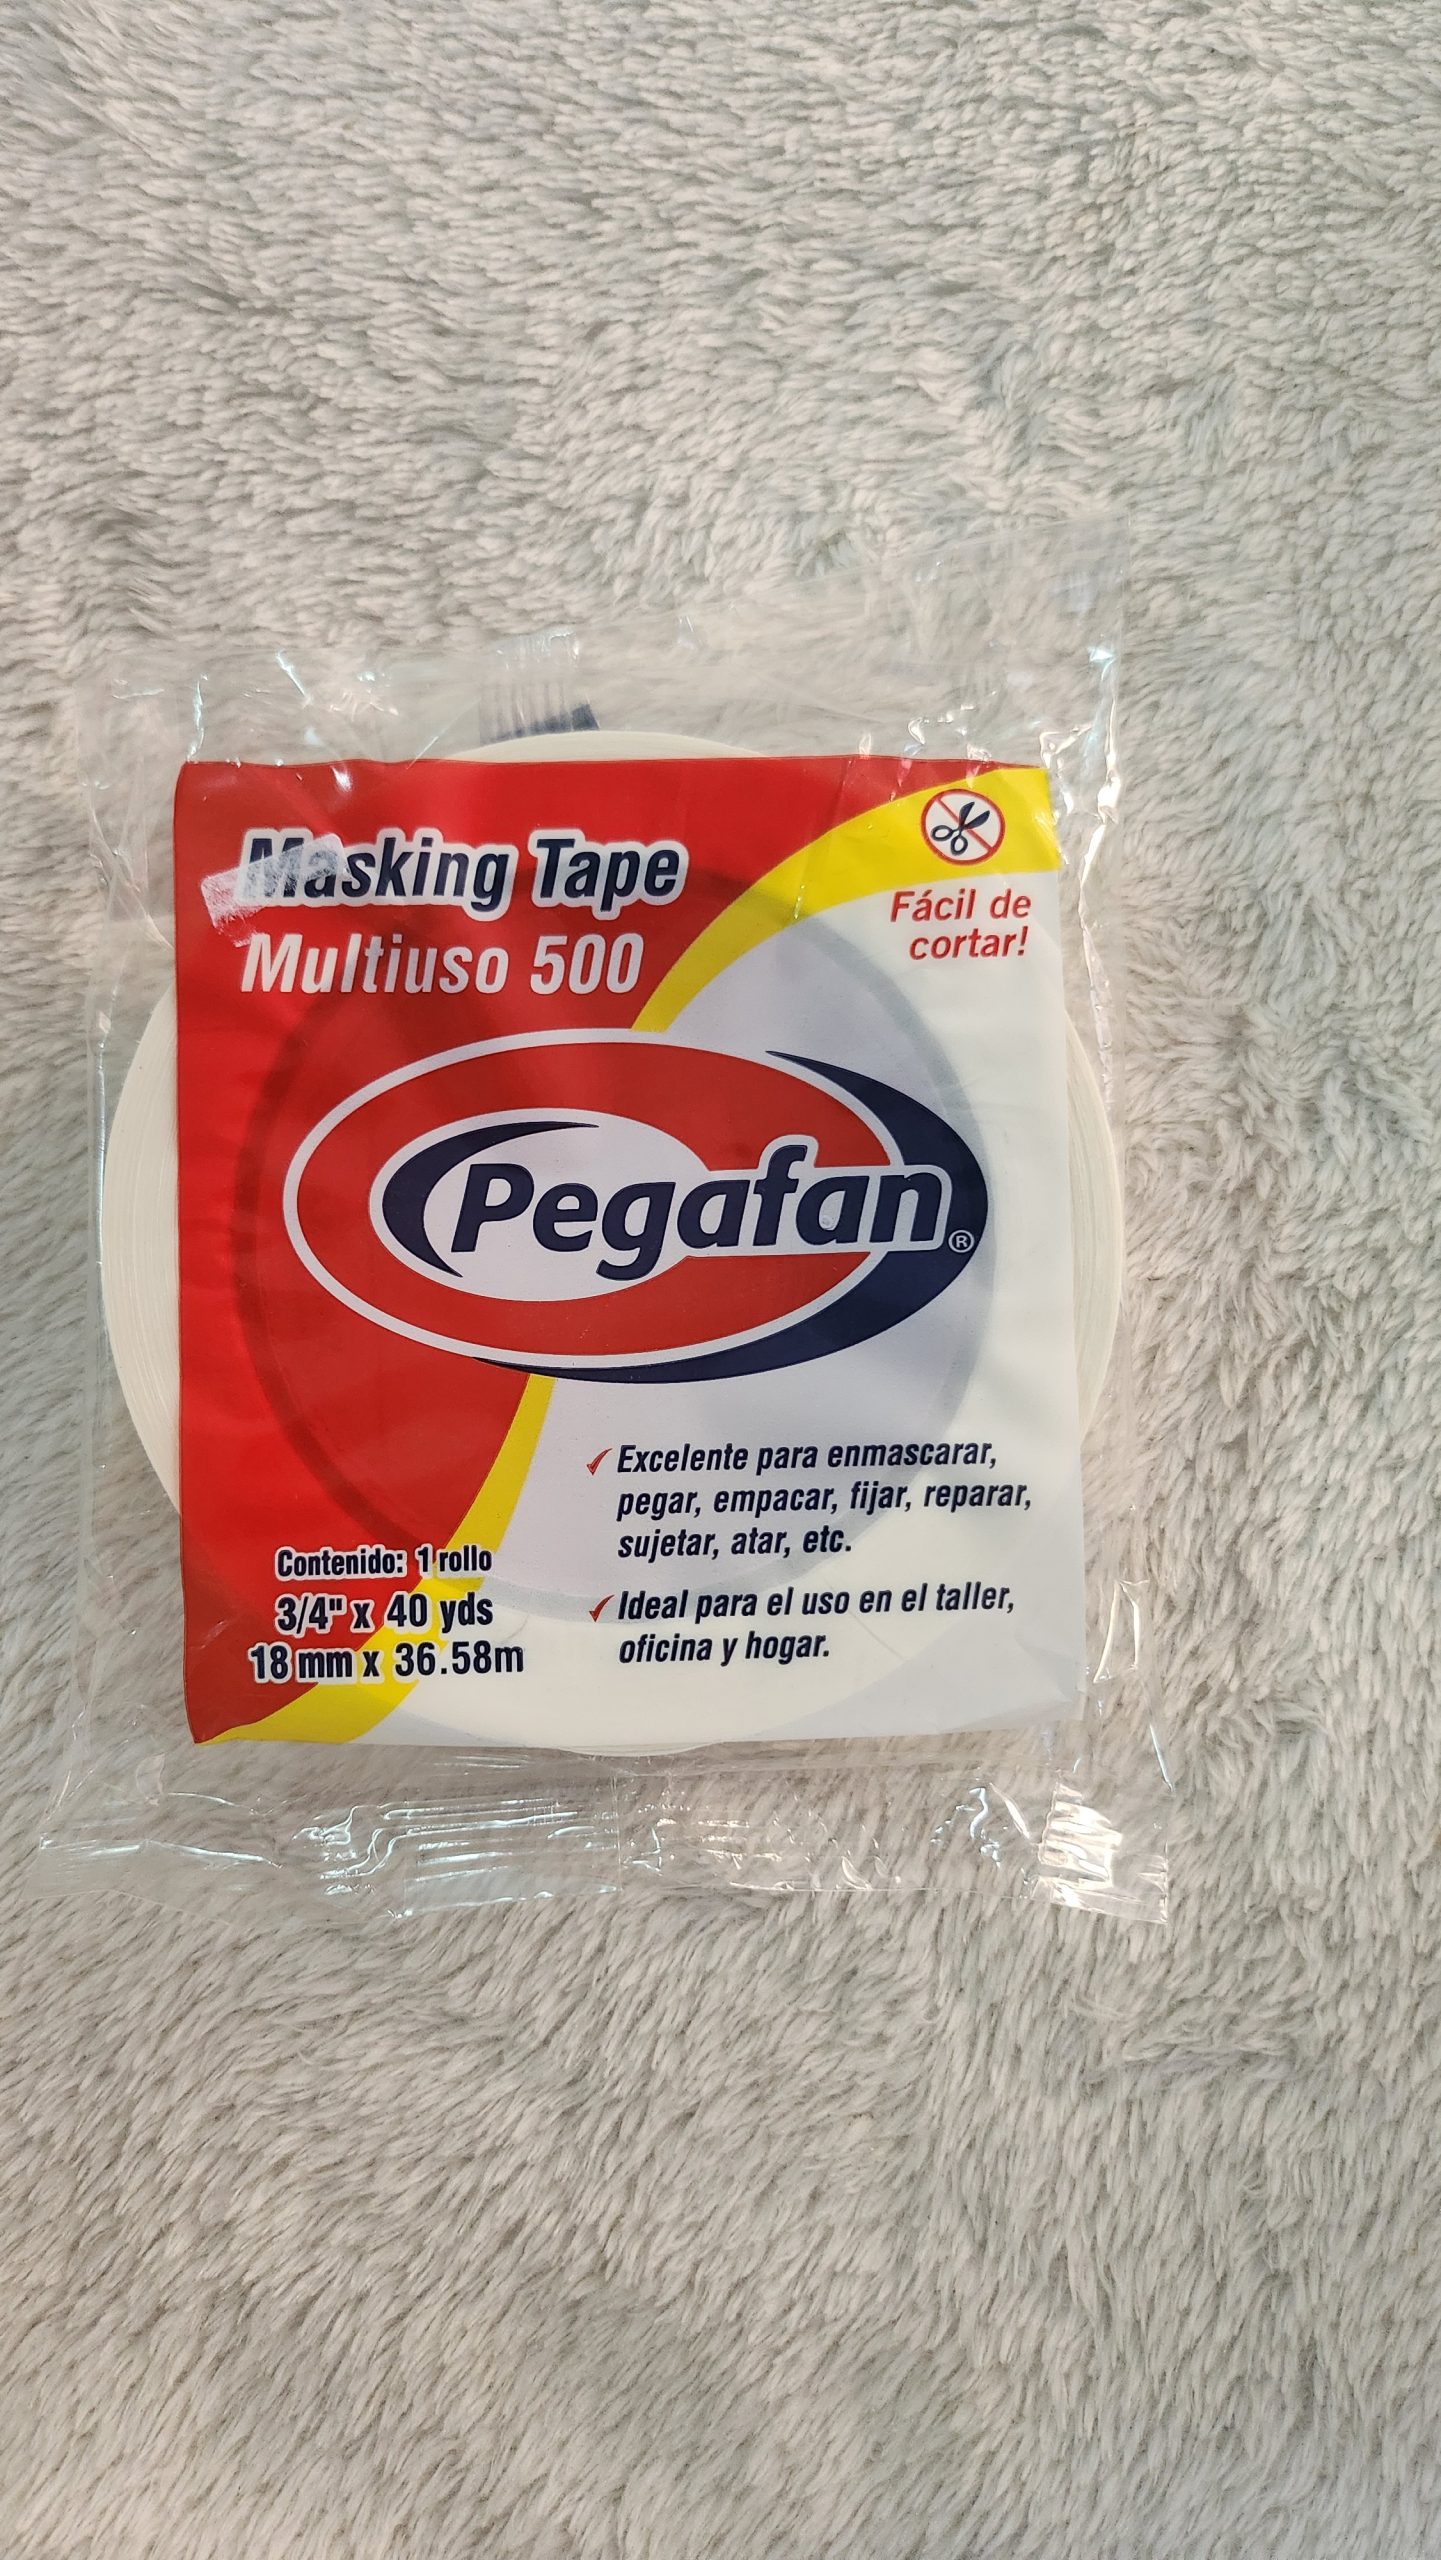 Masking Tape
Multiuso 500
Fácil de
cortar!
Pegafan®
Excelente para enmascarar,
pegar, empacar, fijar, reparar,
sujetar, atar, etc.
Ideal para el uso en el taller,
oficina y hogar.
Contenido: 1 rollo
3/4" x 40 yds
18 mm x 36.58m